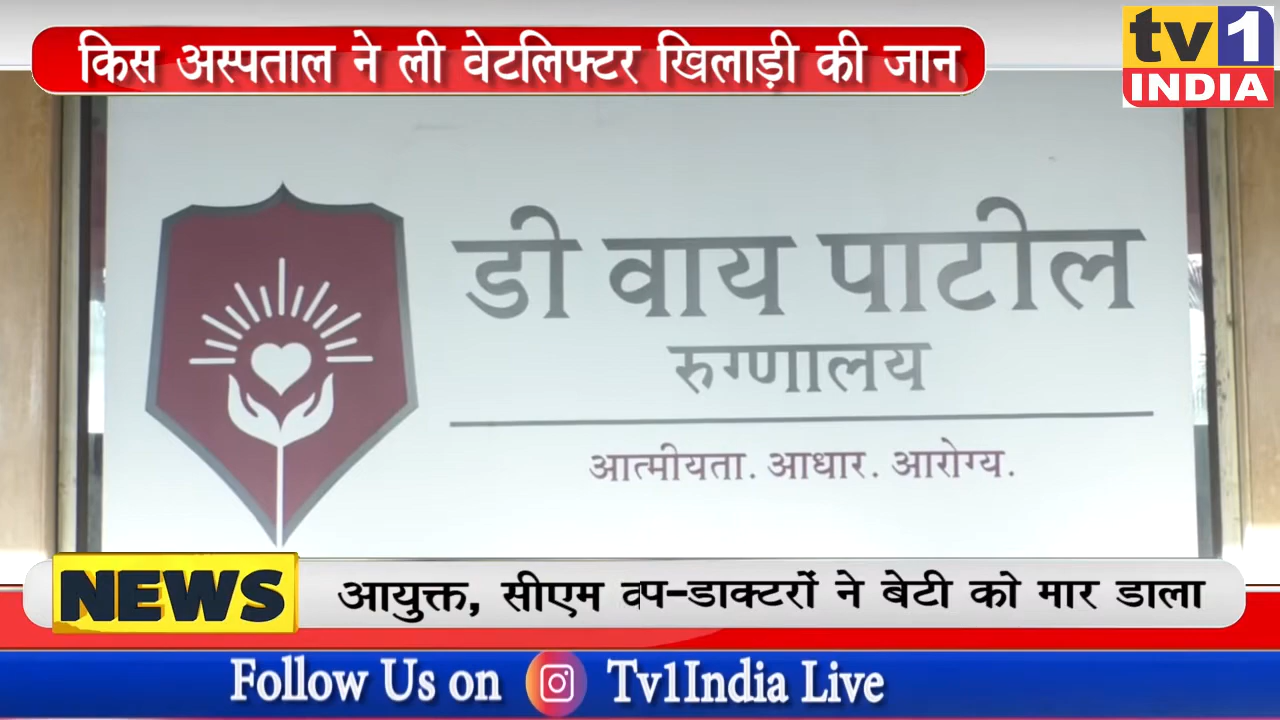 किस अस्पताल ने ली वेटलिफ्टर खिलाड़ी की जान
tv1
INDIA
डी वाय पाटील
रुग्णालय
आत्मीयता. आधार. आरोग्य.
NEWS
आयुक्त, सीएम डाक्टरों ने बेटी को मार डाला
Follow Us on Tv1India Live